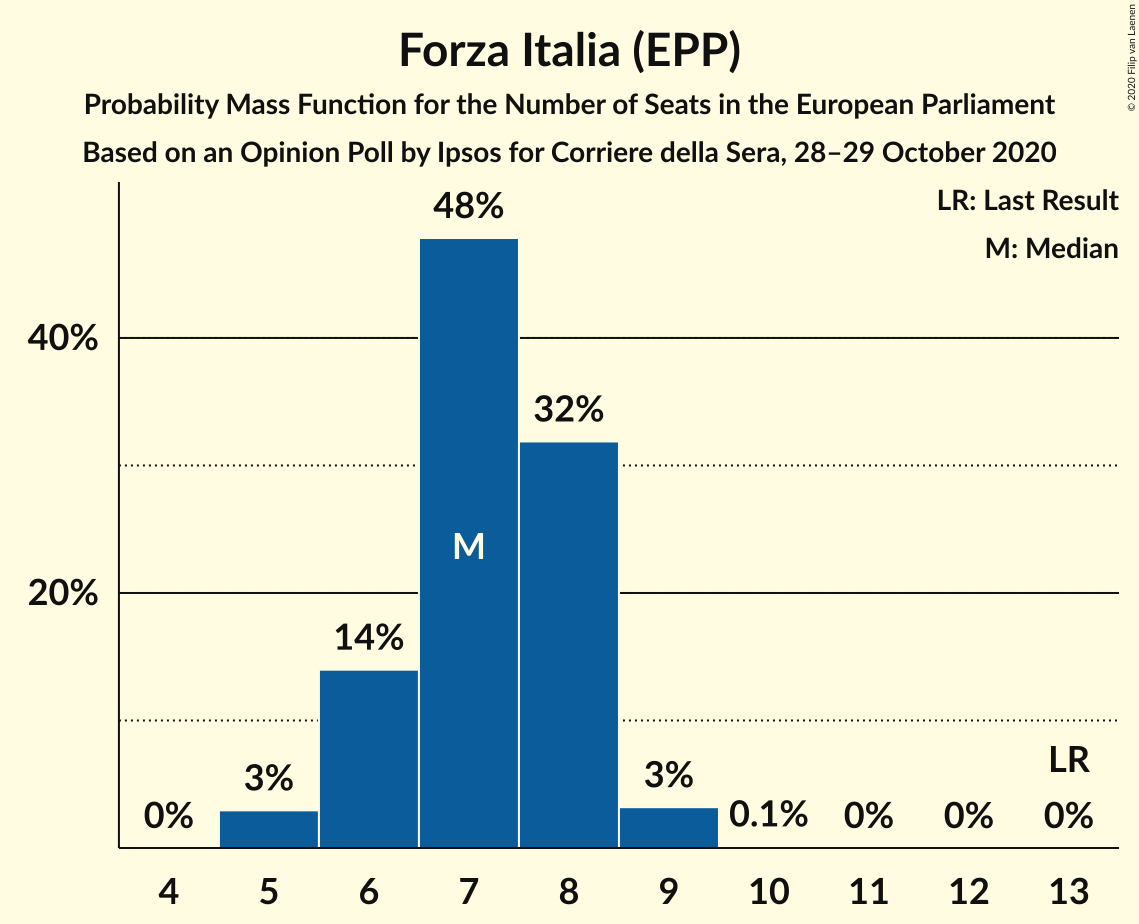 Forza Italia (EPP)
Probability Mass Function for the Number of Seats in the European Parliament
Based on an Opinion Poll by Ipsos for Corriere della Sera, 28–29 October 2020
© 2020 Filip van Laenen
LR: Last Result
M: Median
48%
40%
32%
M
20%
14%
LR
3%
3%
0%
0.1%
0%
0%
0%
4 5 6 7 8 9 10 11 12 13